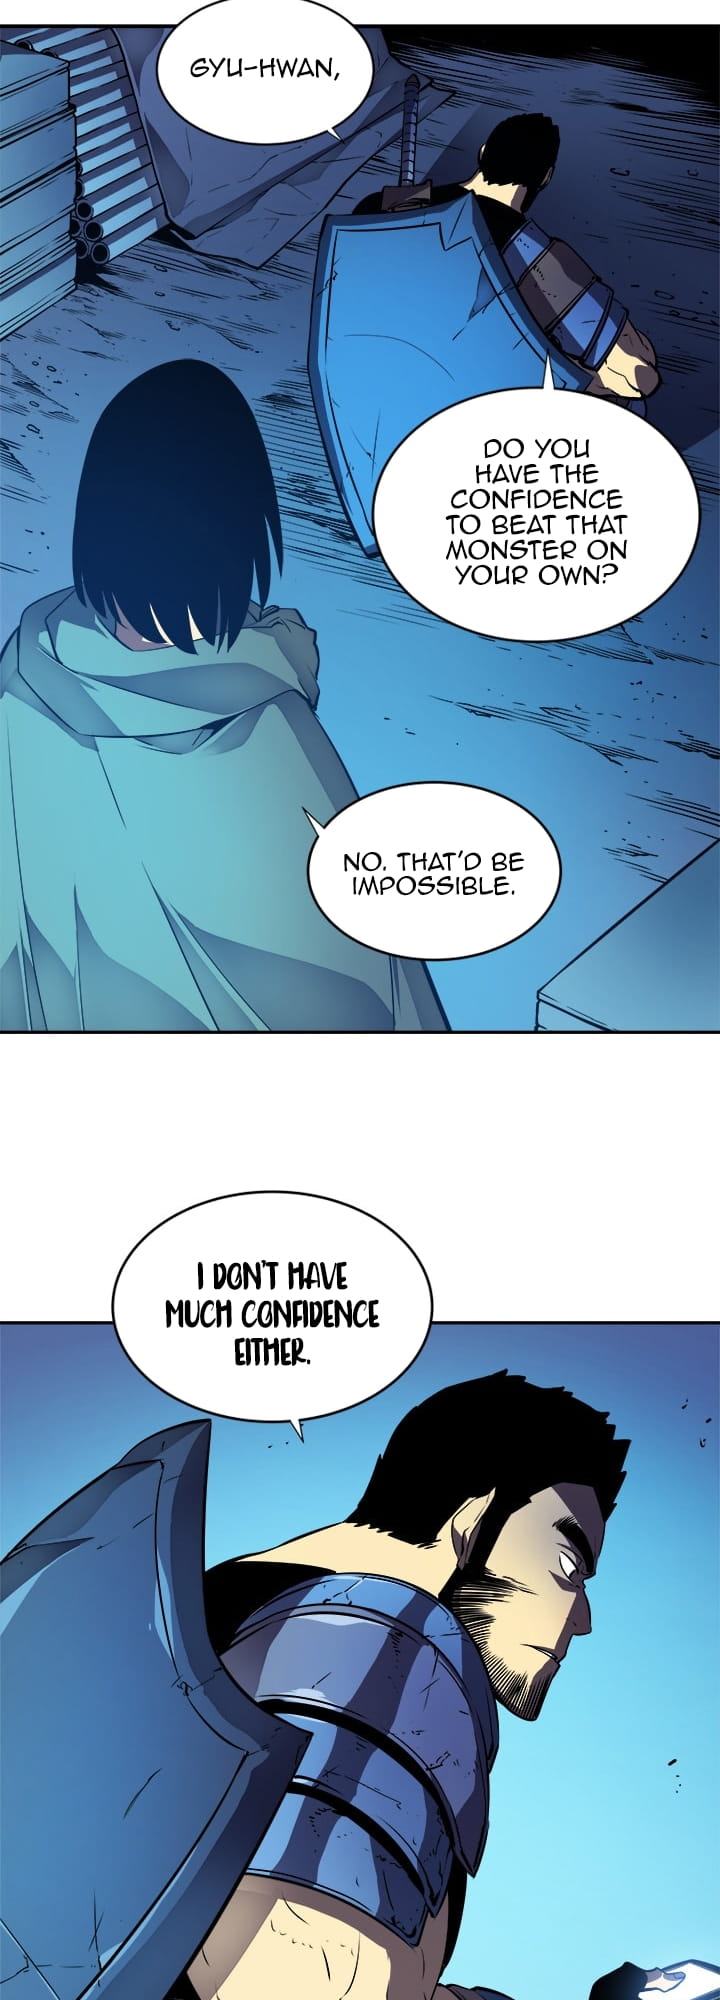 GYU-HWAN,
DO YOU
HAVE THE
CONFIDENCE
TO BEAT THAT
MONSTER ON
YOUR OWN?
NO. THAT'D BE
IMPOSSIBLE.
I DON'T HAVE
MUCH CONFIDENCE
EITHER.